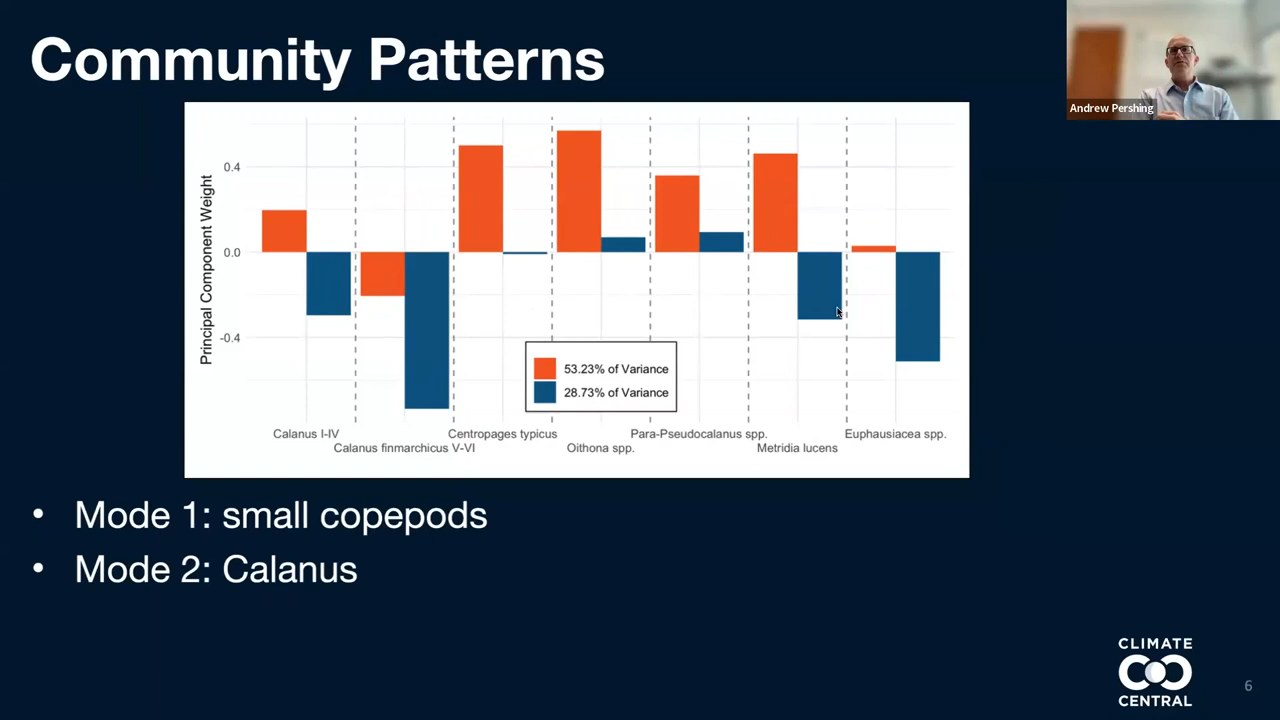 Community Patterns
Andrew Pershing
Principal Component Weight
0.4
0.0
-0.4
53.23% of Variance
28.73% of Variance
Calanus I-IV
Calanus finmarchicus V-VI
Centropages typicus
Oithona spp.
Para-Pseudocalanus spp.
Metridia lucens
Euphausiacea spp.
• Mode 1: small copepods
• Mode 2: Calanus
CLIMATE
CENTRAL
6